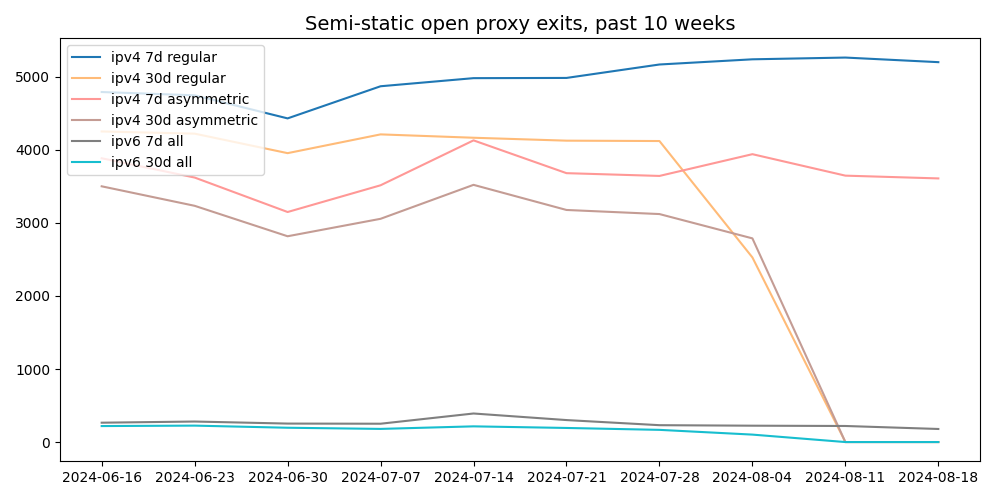 Semi-static open proxy exits, past 10 weeks
ipv4 7d regular
ipv4 30d regular
ipv4 7d asymmetric
ipv4 30d asymmetric
ipv6 7d all
ipv6 30d all
5000
4000
3000
2000
1000
0
2024-06-16 2024-06-23 2024-06-30 2024-07-07 2024-07-14 2024-07-21 2024-07-28 2024-08-04 2024-08-11 2024-08-18